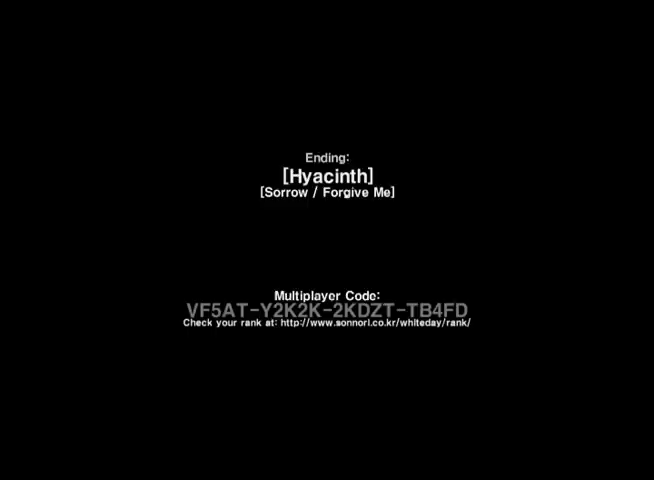 Ending:
[Hyacinth]
[Sorrow / Forgive Me]
Multiplayer Code:
VF5AT-Y2K2K-2KDZT-TB4FD
Check your rank at: http://www.sonnori.co.kr/whiteday/rank/